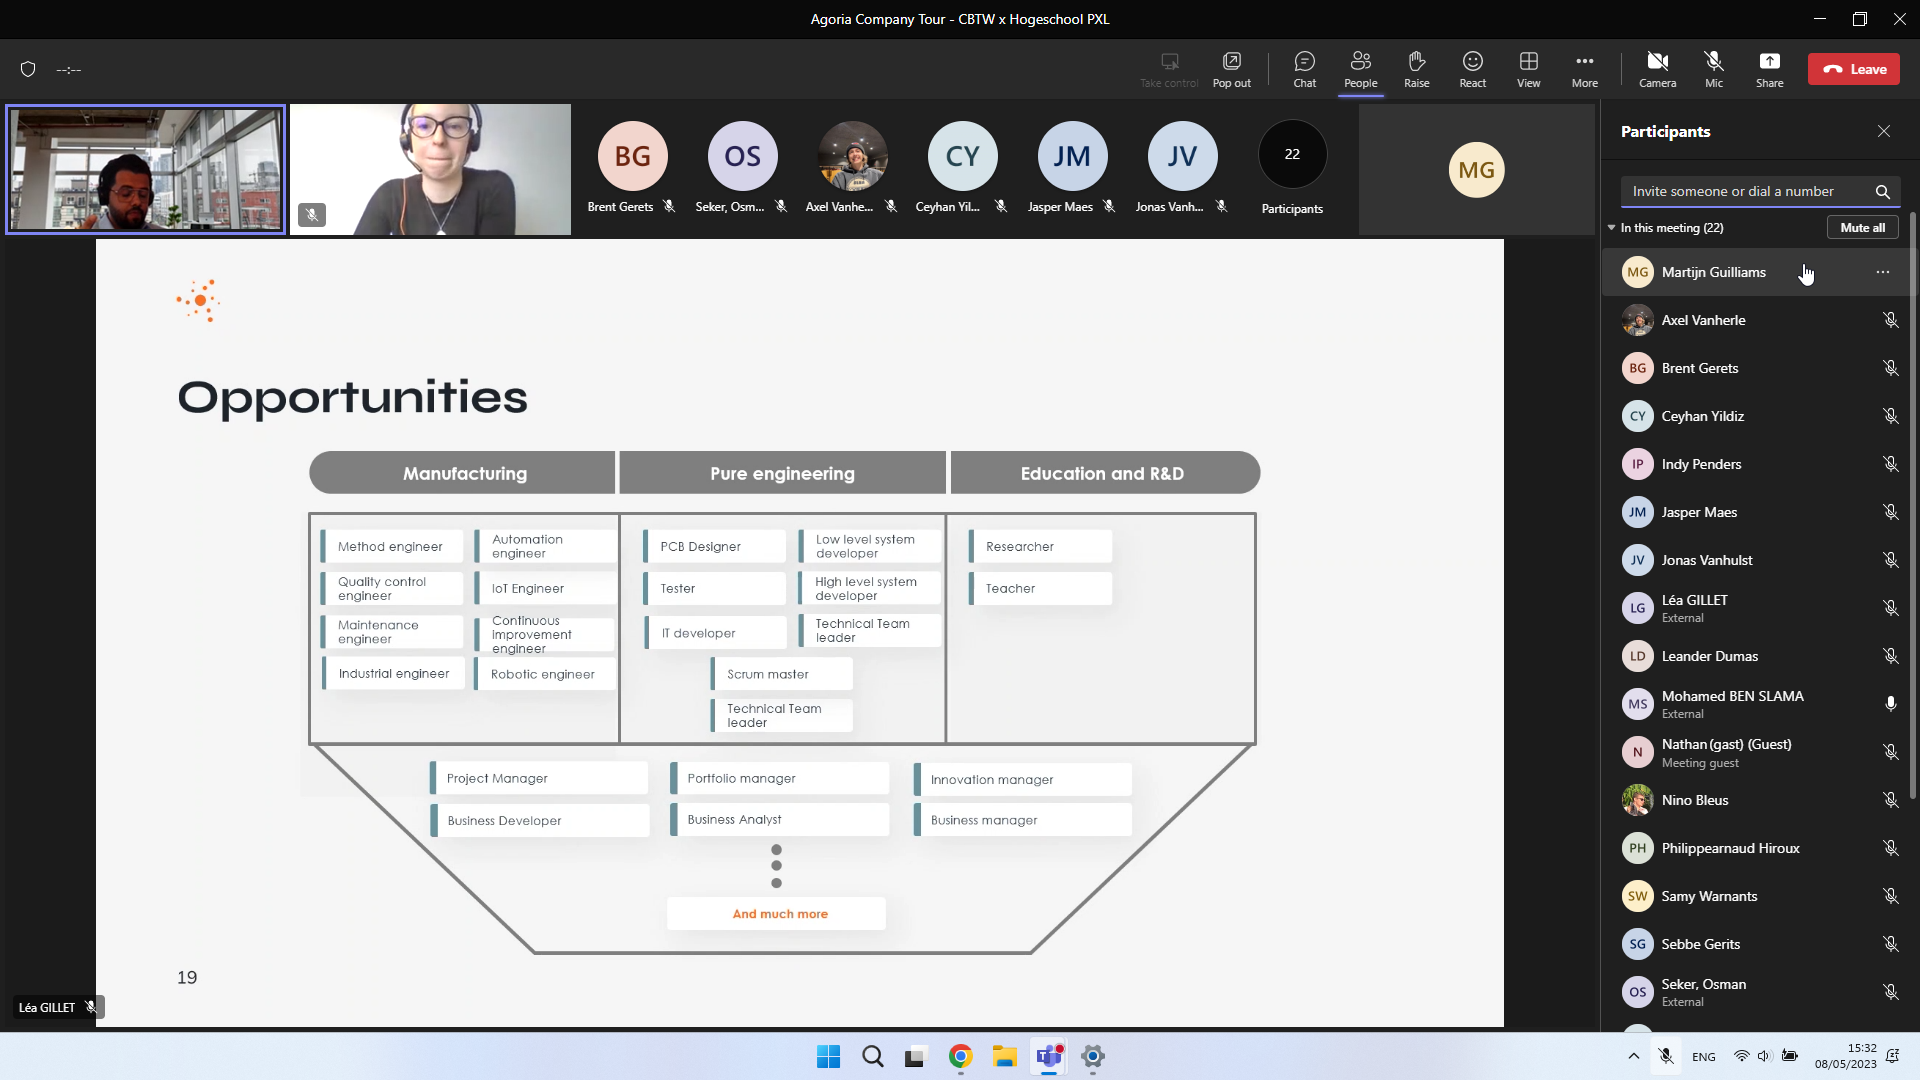 Agoria Company Tour - CBTW x Hogeschool PXL
--:--
Take control
Pop out
Chat
People
Raise
React
View
More
Camera
Mic
Share
Leave
BG
OS
CY
JM
JV
22
MG
Brent Gerets
Seker, Osm...
Axel Vanhe...
Ceyhan Yil...
Jasper Maes
Jonas Vanh...
Participants
Opportunities
Manufacturing
Pure engineering
Education and R&D
Method engineer
Automation
engineer
Quality control
engineer
IoT Engineer
Maintenance
engineer
Continuous
improvement
engineer
Industrial engineer
Robotic engineer
PCB Designer
Low level system
developer
Tester
High level system
developer
IT developer
Technical Team
leader
Scrum master
Technical Team
leader
Researcher
Teacher
Project Manager
Portfolio manager
Innovation manager
Business Developer
Business Analyst
Business manager
And much more
19
Léa GILLET
Participants
Invite someone or dial a number
In this meeting (22)
Mute all
MG
Martijn Guilliams
Axel Vanherle
BG
Brent Gerets
CY
Ceyhan Yildiz
IP
Indy Penders
JM
Jasper Maes
JV
Jonas Vanhulst
LG
Léa GILLET
External
LD
Leander Dumas
MS
Mohamed BEN SLAMA
External
N
Nathan (gast) (Guest)
Meeting guest
Nino Bleus
PH
Philippearnaud Hiroux
SW
Samy Warnants
SG
Sebbe Gerits
OS
Seker, Osman
External
ENG
15:32
08/05/2023